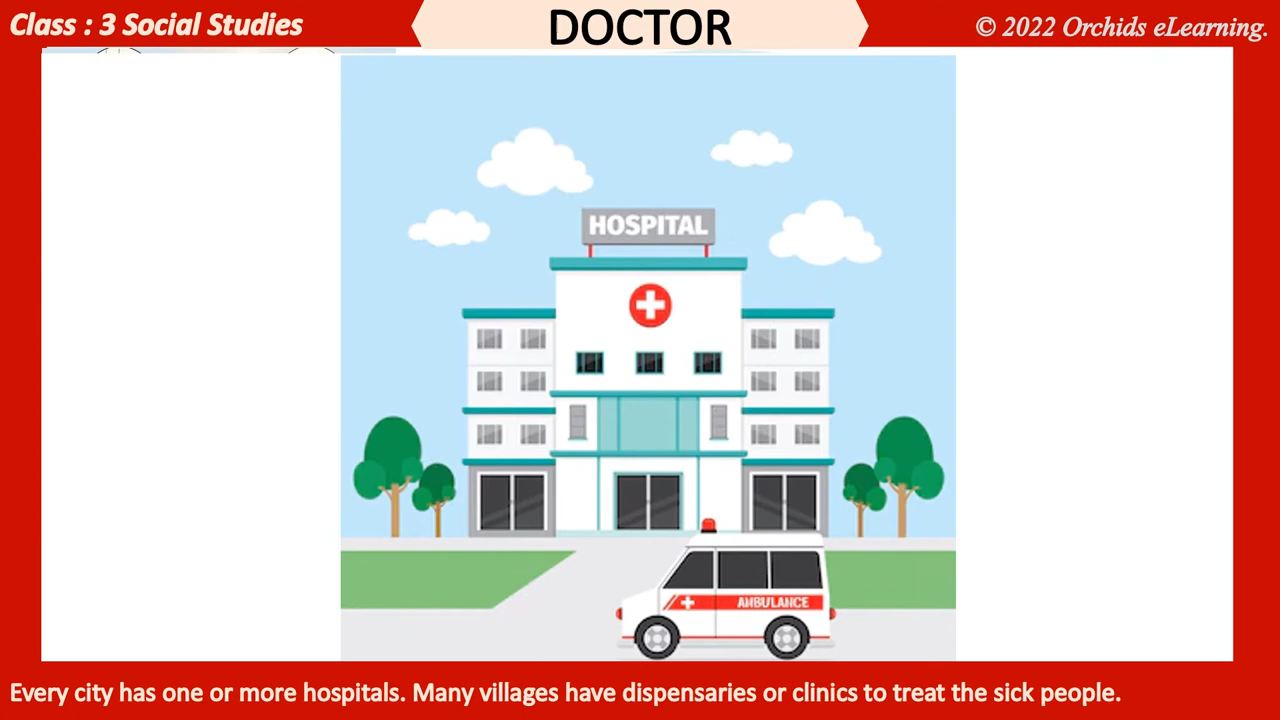 Class : 3 Social Studies
DOCTOR
© 2022 Orchids eLearning.
HOSPITAL
AMBULANCE
Every city has one or more hospitals. Many villages have dispensaries or clinics to treat the sick people.